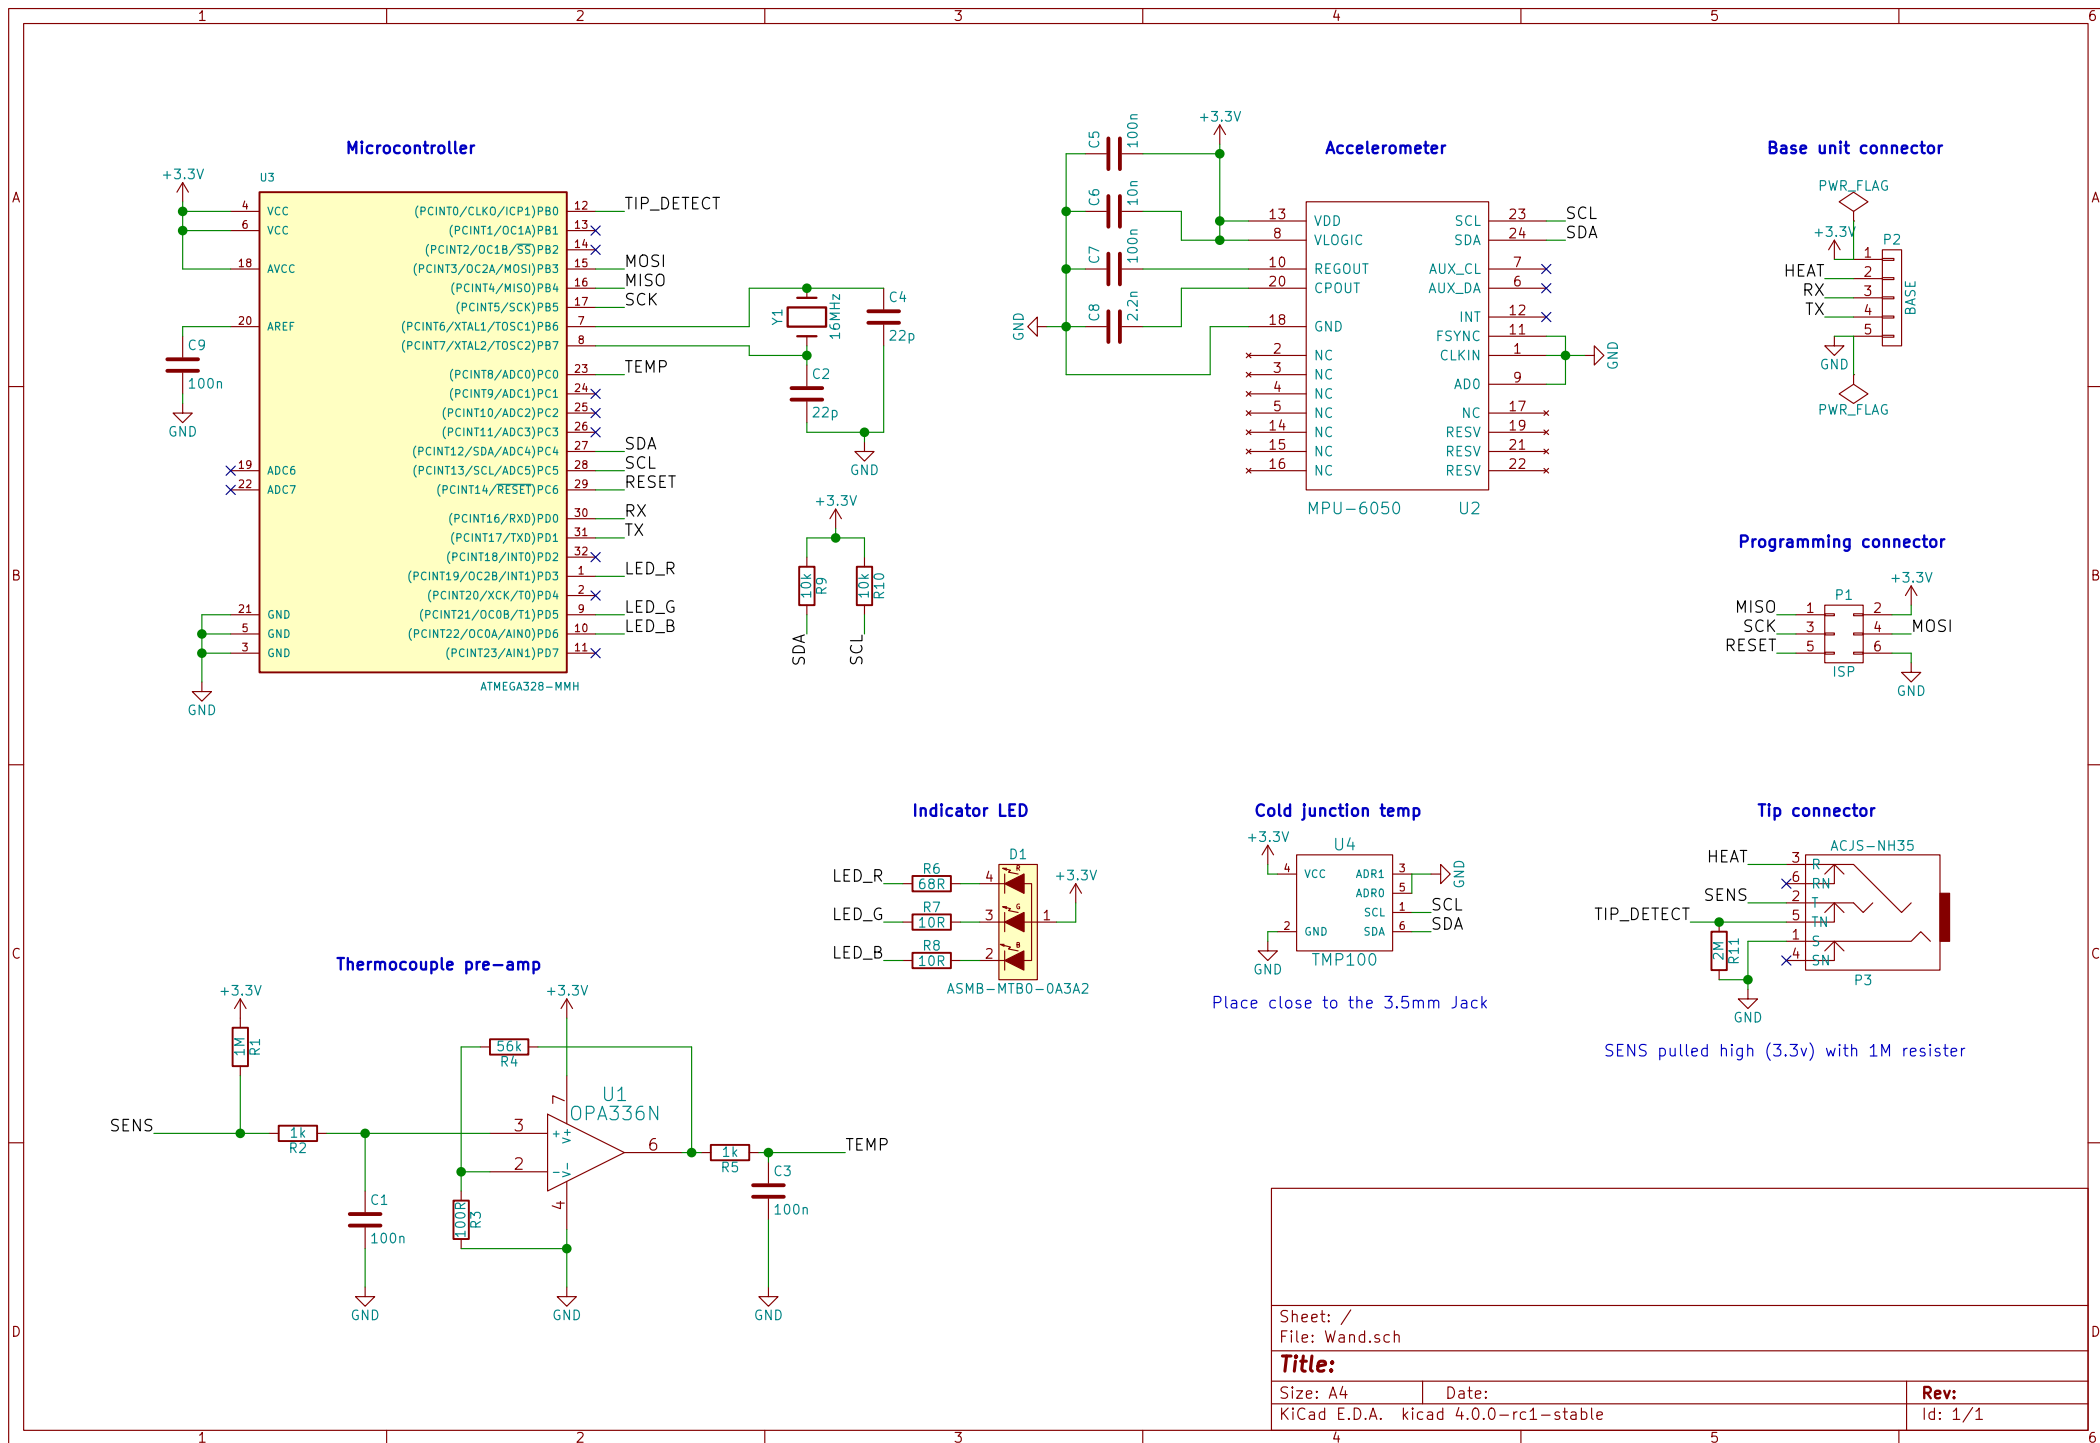 1 2 3 4 5 6
A
B
C
D
A
B
C
D
1 2 3 4 5 6
Microcontroller
+3.3V
U3
4 VCC
6 VCC
18 AVCC
20 AREF
C9
100n
GND
19 ADC6
22 ADC7
21 GND
5 GND
3 GND
GND
(PCINT0/CLKO/ICP1)PB0 12 TIP_DETECT
(PCINT1/OC1A)PB1 13
(PCINT2/OC1B/SS)PB2 14
(PCINT3/OC2A/MOSI)PB3 15 MOSI
(PCINT4/MISO)PB4 16 MISO
(PCINT5/SCK)PB5 17 SCK
(PCINT6/XTAL1/TOSC1)PB6 7
(PCINT7/XTAL2/TOSC2)PB7 8
(PCINT8/ADC0)PC0 23 TEMP
(PCINT9/ADC1)PC1 24
(PCINT10/ADC2)PC2 25
(PCINT11/ADC3)PC3 26
(PCINT12/SDA/ADC4)PC4 27 SDA
(PCINT13/SCL/ADC5)PC5 28 SCL
(PCINT14/RESET)PC6 29 RESET
(PCINT16/RXD)PD0 30 RX
(PCINT17/TXD)PD1 31 TX
(PCINT18/INT0)PD2 32
(PCINT19/OC2B/INT1)PD3 1 LED_R
(PCINT20/XCK/T0)PD4 2
(PCINT21/OC0B/T1)PD5 9 LED_G
(PCINT22/OC0A/AIN0)PD6 10 LED_B
(PCINT23/AIN1)PD7 11
ATMEGA328-MMH
Y1
16MHz
C4
22p
C2
22p
GND
+3.3V
10k
R9
10k
R10
SDA
SCL
Accelerometer
+3.3V
C5
100n
C6
10n
C7
100n
C8
2.2n
GND
13 VDD
8 VLOGIC
10 REGOUT
20 CPOUT
18 GND
2 NC
3 NC
4 NC
5 NC
14 NC
15 NC
16 NC
SCL 23 SCL
SDA 24 SDA
AUX_CL 7
AUX_DA 6
INT 12
FSYNC 11
CLKIN 1
AD0 9
GND
NC 17
RESV 19
RESV 21
RESV 22
MPU-6050 U2
Base unit connector
PWR_FLAG
+3.3V
P2
1
HEAT 2
RX 3
TX 4
5
BASE
GND
PWR_FLAG
Programming connector
+3.3V
P1
MISO 1 2
SCK 3 4 MOSI
RESET 5 6
ISP
GND
Indicator LED
D1
+3.3V
LED_R R6 68R 4 R
LED_G R7 10R 3 G 1
LED_B R8 10R 2 B
ASMB-MTB0-0A3A2
Cold junction temp
+3.3V
U4
4 VCC
2 GND
ADR1 3
ADR0 5
SCL 1 SCL
SDA 6 SDA
GND
GND
TMP100
Place close to the 3.5mm Jack
Tip connector
ACJS-NH35
HEAT 3 R
6 RN
SENS 2 T
TIP_DETECT 5 TN
1 S
4 SN
2M
R11
P3
GND
SENS pulled high (3.3v) with 1M resister
Thermocouple pre-amp
+3.3V
1M
R1
SENS
1k
R2
C1
100n
GND
+3.3V
56k
R4
U1
OPA336N
7
3 + V+
2 - V-
4
6
100R
R3
GND
1k
R5
TEMP
C3
100n
GND
Sheet: /
File: Wand.sch
Title:
Size: A4 Date: Rev:
KiCad E.D.A. kicad 4.0.0-rc1-stable Id: 1/1